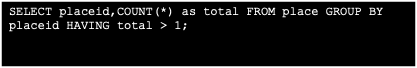 SELECT placeid,COUNT(*) as total FROM place GROUP BY
placeid HAVING total > 1;